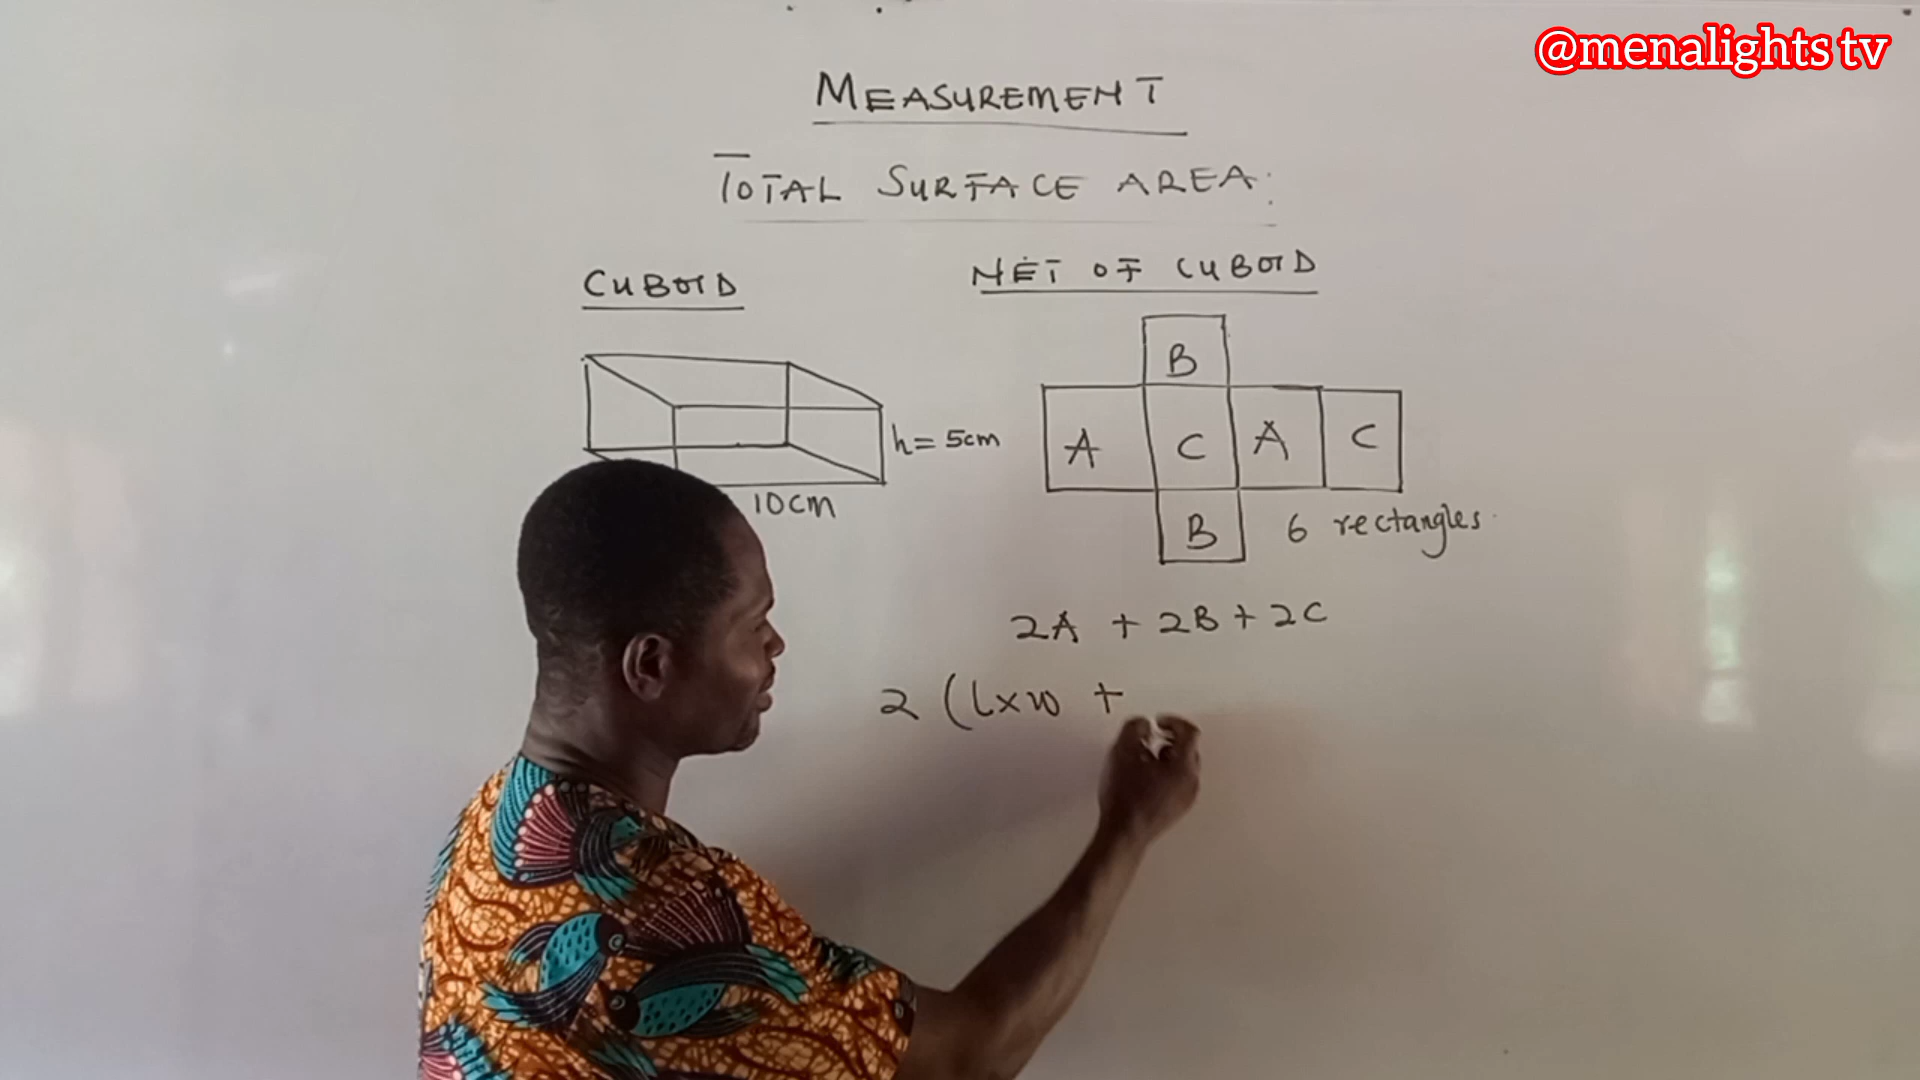 @menalights tv
MEASUREMENT
TOTAL SURFACE AREA:
CUBOID
NET OF CUBOID
B
A C A C
h = 5cm
10cm
B
6 rectangles
2A + 2B + 2C
2 (l×w +